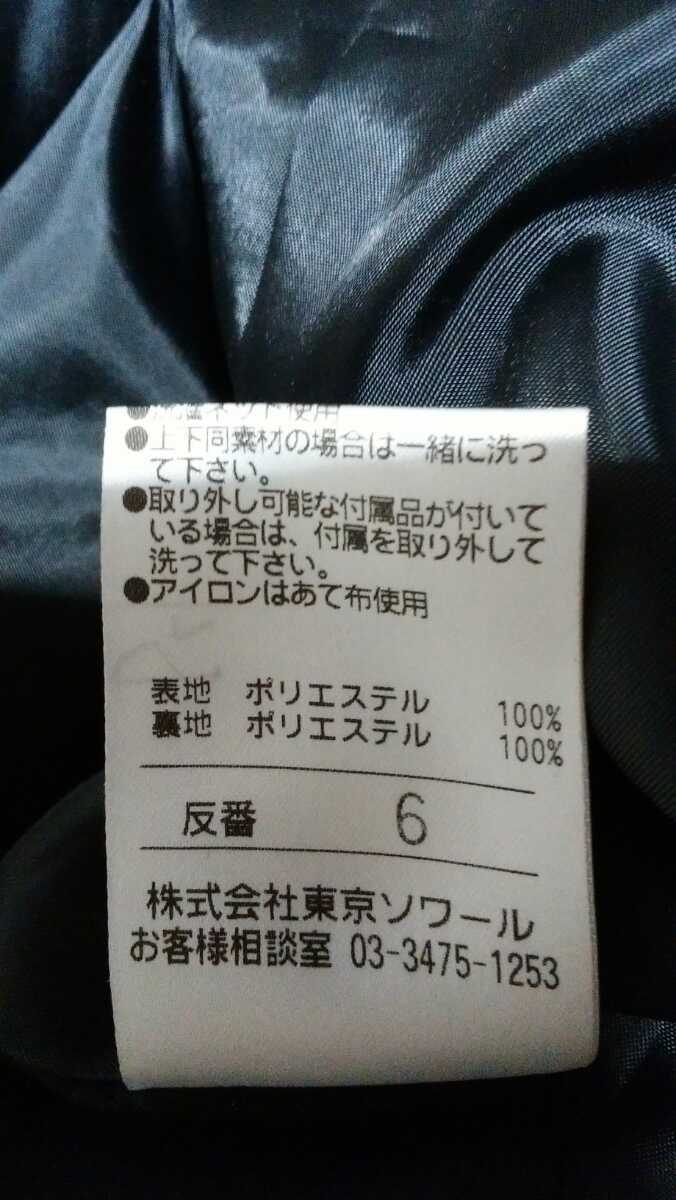 ネット使用
●上下同素材の場合は一緒に洗っ
て下さい。
●取り外し可能な付属品が付いて
いる場合は、付属を取り外して
洗って下さい。
●アイロンはあて布使用
表地 ポリエステル 100%
裏地 ポリエステル 100%
反番 6
株式会社東京ソワール
お客様相談室 03-3475-1253